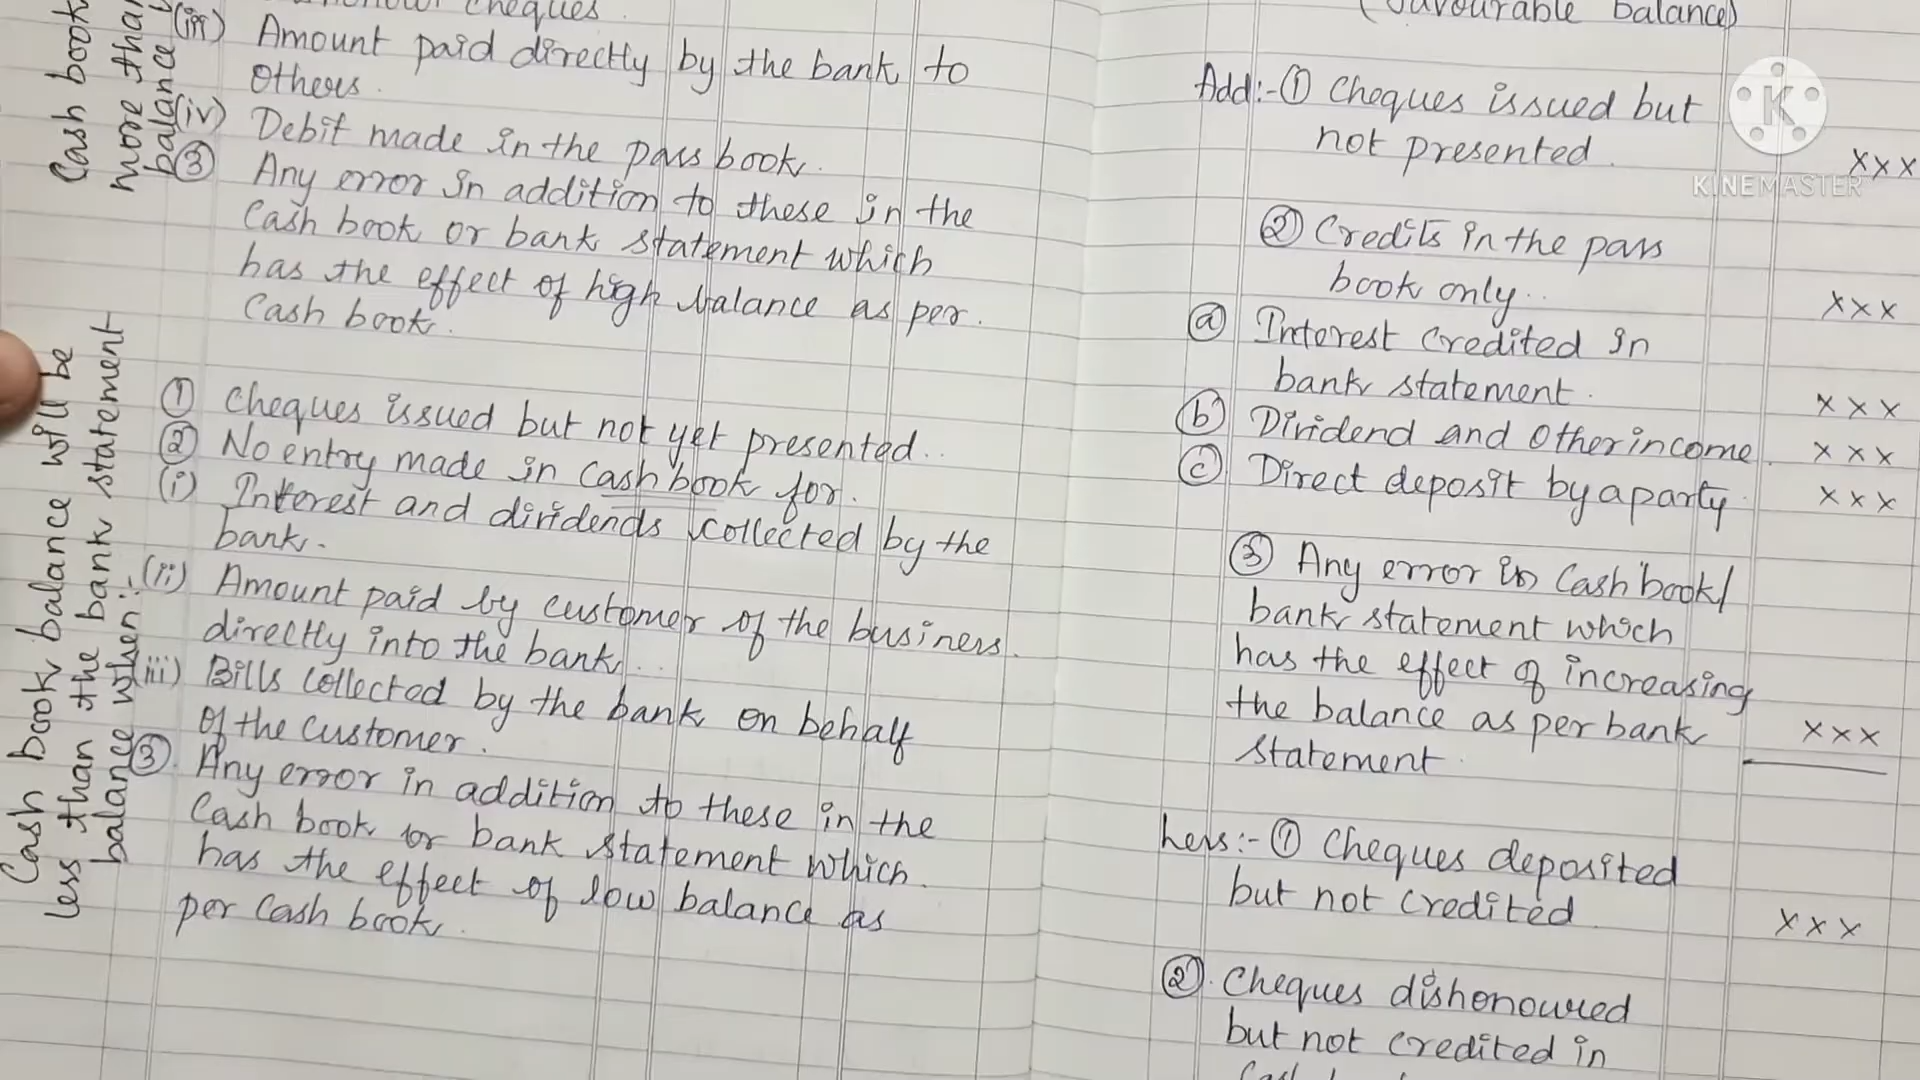 cheques.
(iii) Amount paid directly by the bank to
Others.
(iv) Debit made in the pass book.
③ Any error in addition to these in the
Cash book or bank statement which
has the effect of high balance as per.
Cash book.
Cash book
more than
balance
① Cheques issued but not yet presented..
② No entry made in cash book for.
(i) Interest and dividends collected by the
bank.
(ii) Amount paid by customer of the business.
directly into the bank...
(iii) Bills collected by the bank on behalf
of the customer.
③. Any error in addition to these in the
Cash book or bank statement which.
has the effect of low balance as
per Cash book.
Cash book balance will be
less than the bank statement
balance when:
(favourable balance)
Add:- ① Cheques issued but
not presented. xxx
② Credits in the pass
book only.. xxx
ⓐ Interest credited in
bank statement. xxx
ⓑ Dividend and Other income. xxx
ⓒ Direct deposit by a party. xxx
③ Any error in Cash book/
bank statement which
has the effect of increasing
the balance as per bank
statement. xxx
Less:- ① Cheques deposited
but not credited xxx
②. Cheques dishonoured
but not credited in
K
KINEMASTER